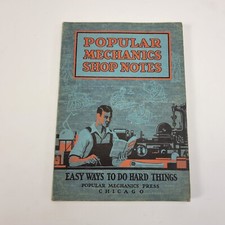 POPULAR
MECHANICS
SHOP NOTES
EASY WAYS TO DO HARD THINGS
POPULAR MECHANICS PRESS
CHICAGO